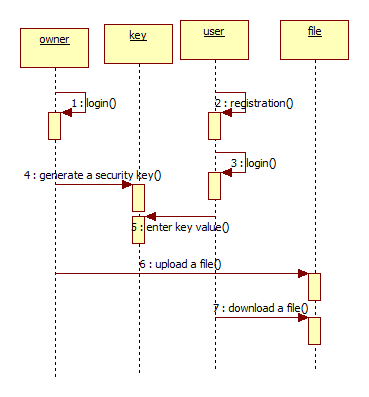 owner
key
user
file
1 : login()
2 : registration()
3 : login()
4 : generate a security key()
5 : enter key value()
6 : upload a file()
7 : download a file()